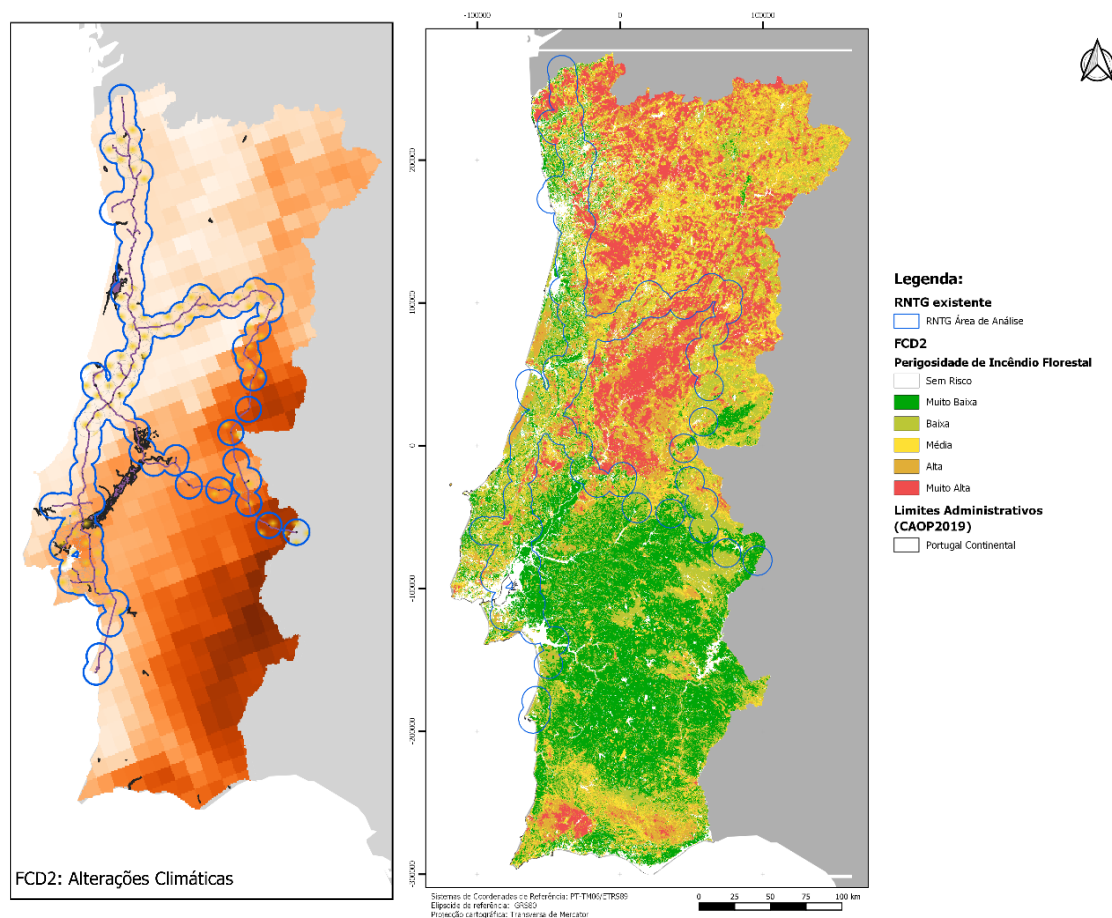 -100000 0 100000
200000
100000
0
-100000
-200000
-300000
FCD2: Alterações Climáticas
Legenda:
RNTG existente
RNTG Área de Análise
FCD2
Perigosidade de Incêndio Florestal
Sem Risco
Muito Baixa
Baixa
Média
Alta
Muito Alta
Limites Administrativos
(CAOP2019)
Portugal Continental
Sistemas de Coordenadas de Referência: PT-TM06/ETRS89
Elipsoide de referência: GRS80
Projecção cartográfica: Transversa de Mercator
0 25 50 75 100 km